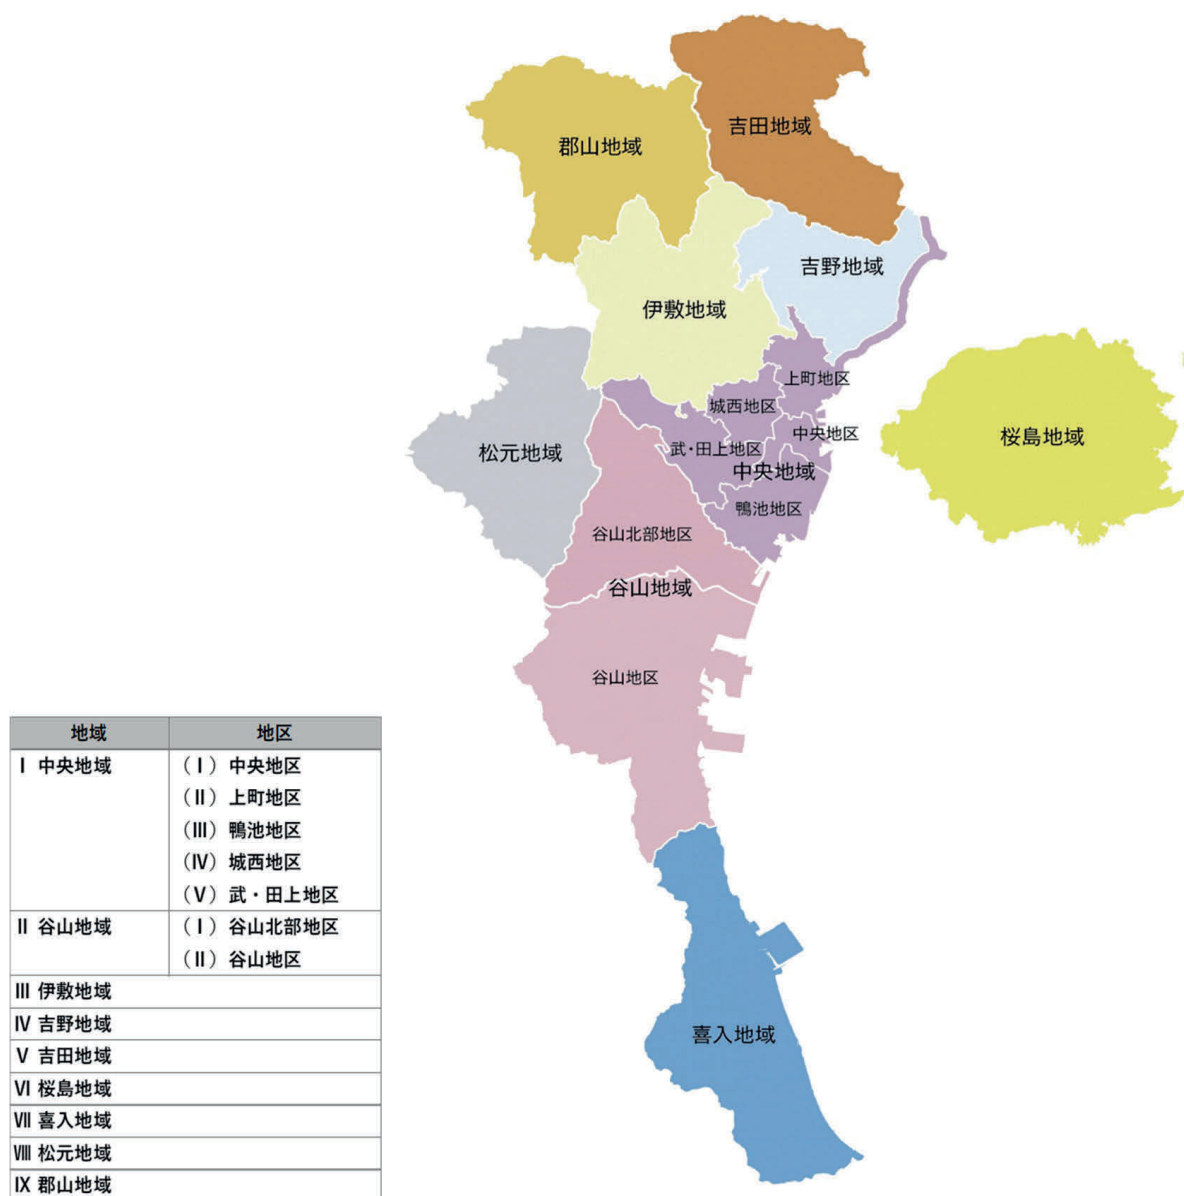 吉田地域
郡山地域
吉野地域
伊敷地域
上町地区
城西地区
中央地区
桜島地域
武・田上地区
松元地域
中央地域
鴨池地区
谷山北部地区
谷山地域
谷山地区
喜入地域
地域 地区
Ⅰ 中央地域 (Ⅰ) 中央地区
(Ⅱ) 上町地区
(Ⅲ) 鴨池地区
(Ⅳ) 城西地区
(Ⅴ) 武・田上地区
Ⅱ 谷山地域 (Ⅰ) 谷山北部地区
(Ⅱ) 谷山地区
Ⅲ 伊敷地域
Ⅳ 吉野地域
Ⅴ 吉田地域
Ⅵ 桜島地域
Ⅶ 喜入地域
Ⅷ 松元地域
Ⅸ 郡山地域